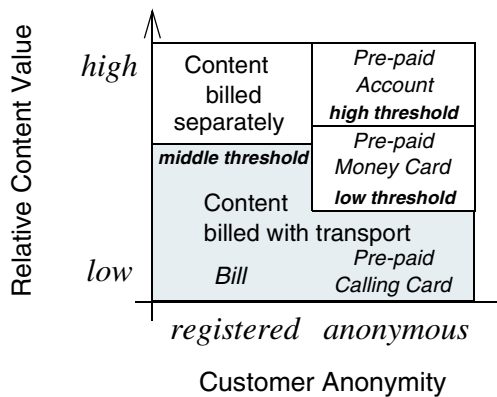 Relative Content Value
high
Content
billed
separately
Pre-paid
Account
high threshold
Pre-paid
Money Card
low threshold
middle threshold
Content
billed with transport
low
Bill
Pre-paid
Calling Card
registered anonymous
Customer Anonymity